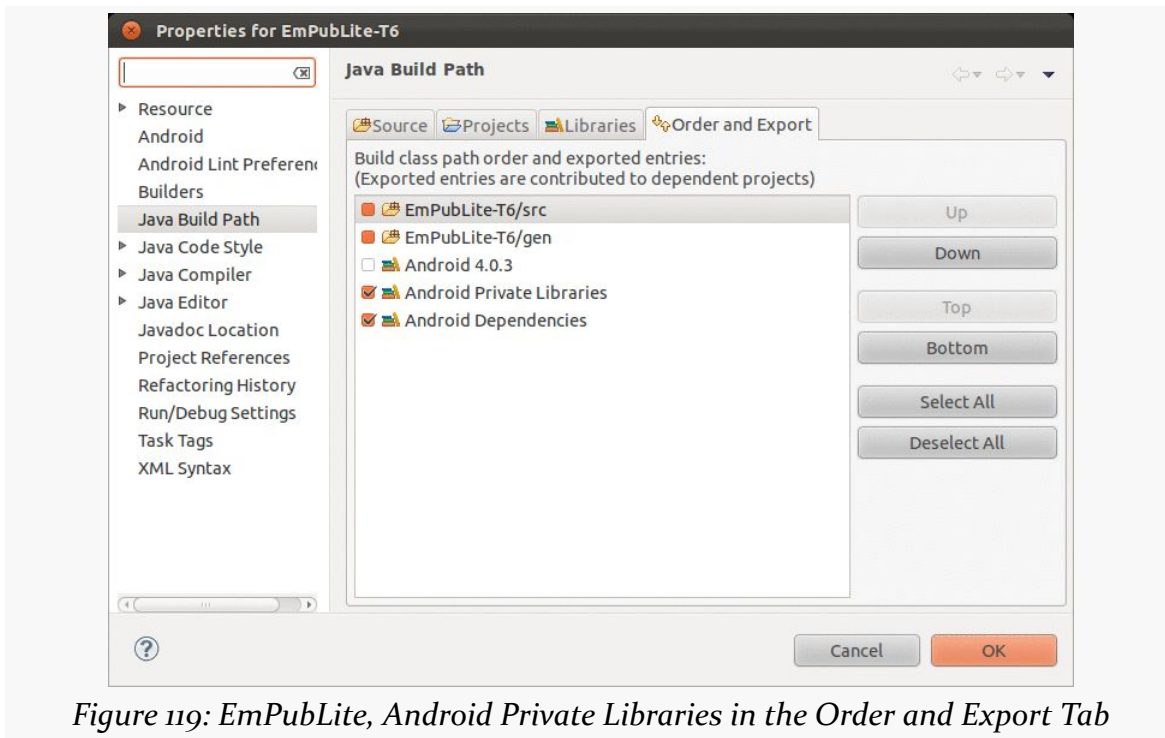 Properties for EmPubLite-T6
Java Build Path
Resource
Android
Android Lint Preferen
Builders
Java Build Path
Java Code Style
Java Compiler
Java Editor
Javadoc Location
Project References
Refactoring History
Run/Debug Settings
Task Tags
XML Syntax
Source Projects Libraries Order and Export
Build class path order and exported entries:
(Exported entries are contributed to dependent projects)
EmPubLite-T6/src
EmPubLite-T6/gen
Android 4.0.3
Android Private Libraries
Android Dependencies
Up
Down
Top
Bottom
Select All
Deselect All
?
Cancel OK
Figure 119: EmPubLite, Android Private Libraries in the Order and Export Tab